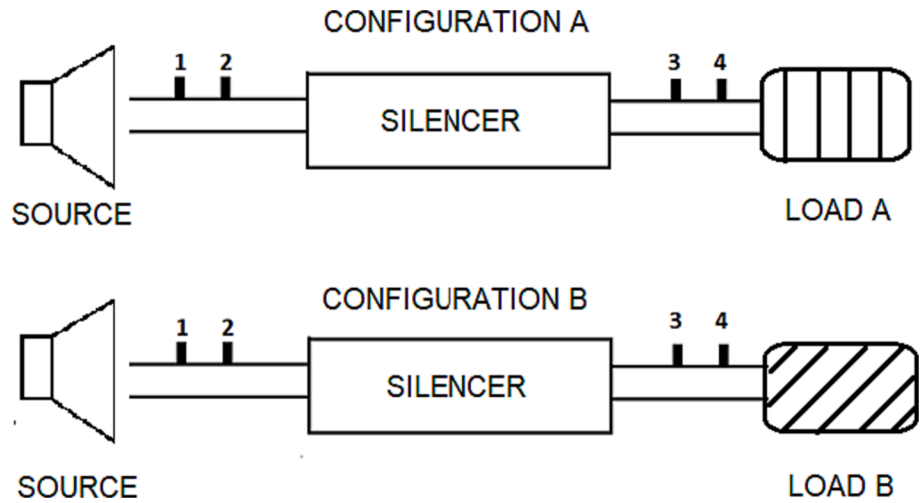 CONFIGURATION A
1 2 3 4
SILENCER
SOURCE LOAD A
CONFIGURATION B
1 2 3 4
SILENCER
SOURCE LOAD B